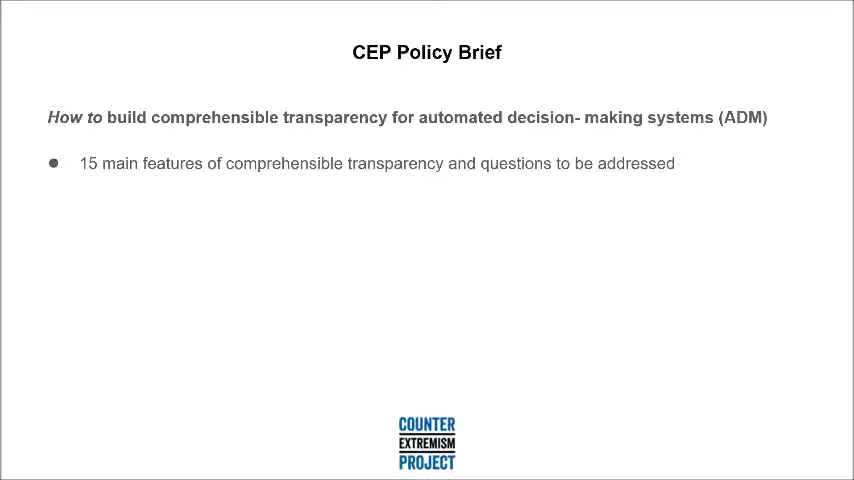 CEP Policy Brief
How to build comprehensible transparency for automated decision- making systems (ADM)
● 15 main features of comprehensible transparency and questions to be addressed
COUNTER
EXTREMISM
PROJECT